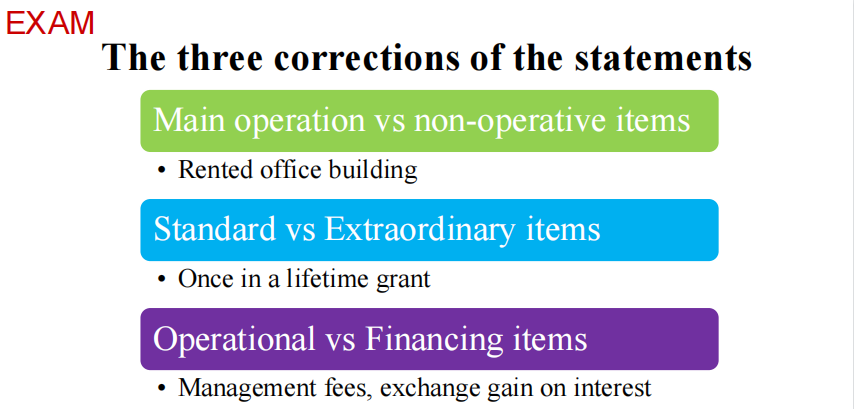 EXAM
The three corrections of the statements
Main operation vs non-operative items
• Rented office building
Standard vs Extraordinary items
• Once in a lifetime grant
Operational vs Financing items
• Management fees, exchange gain on interest